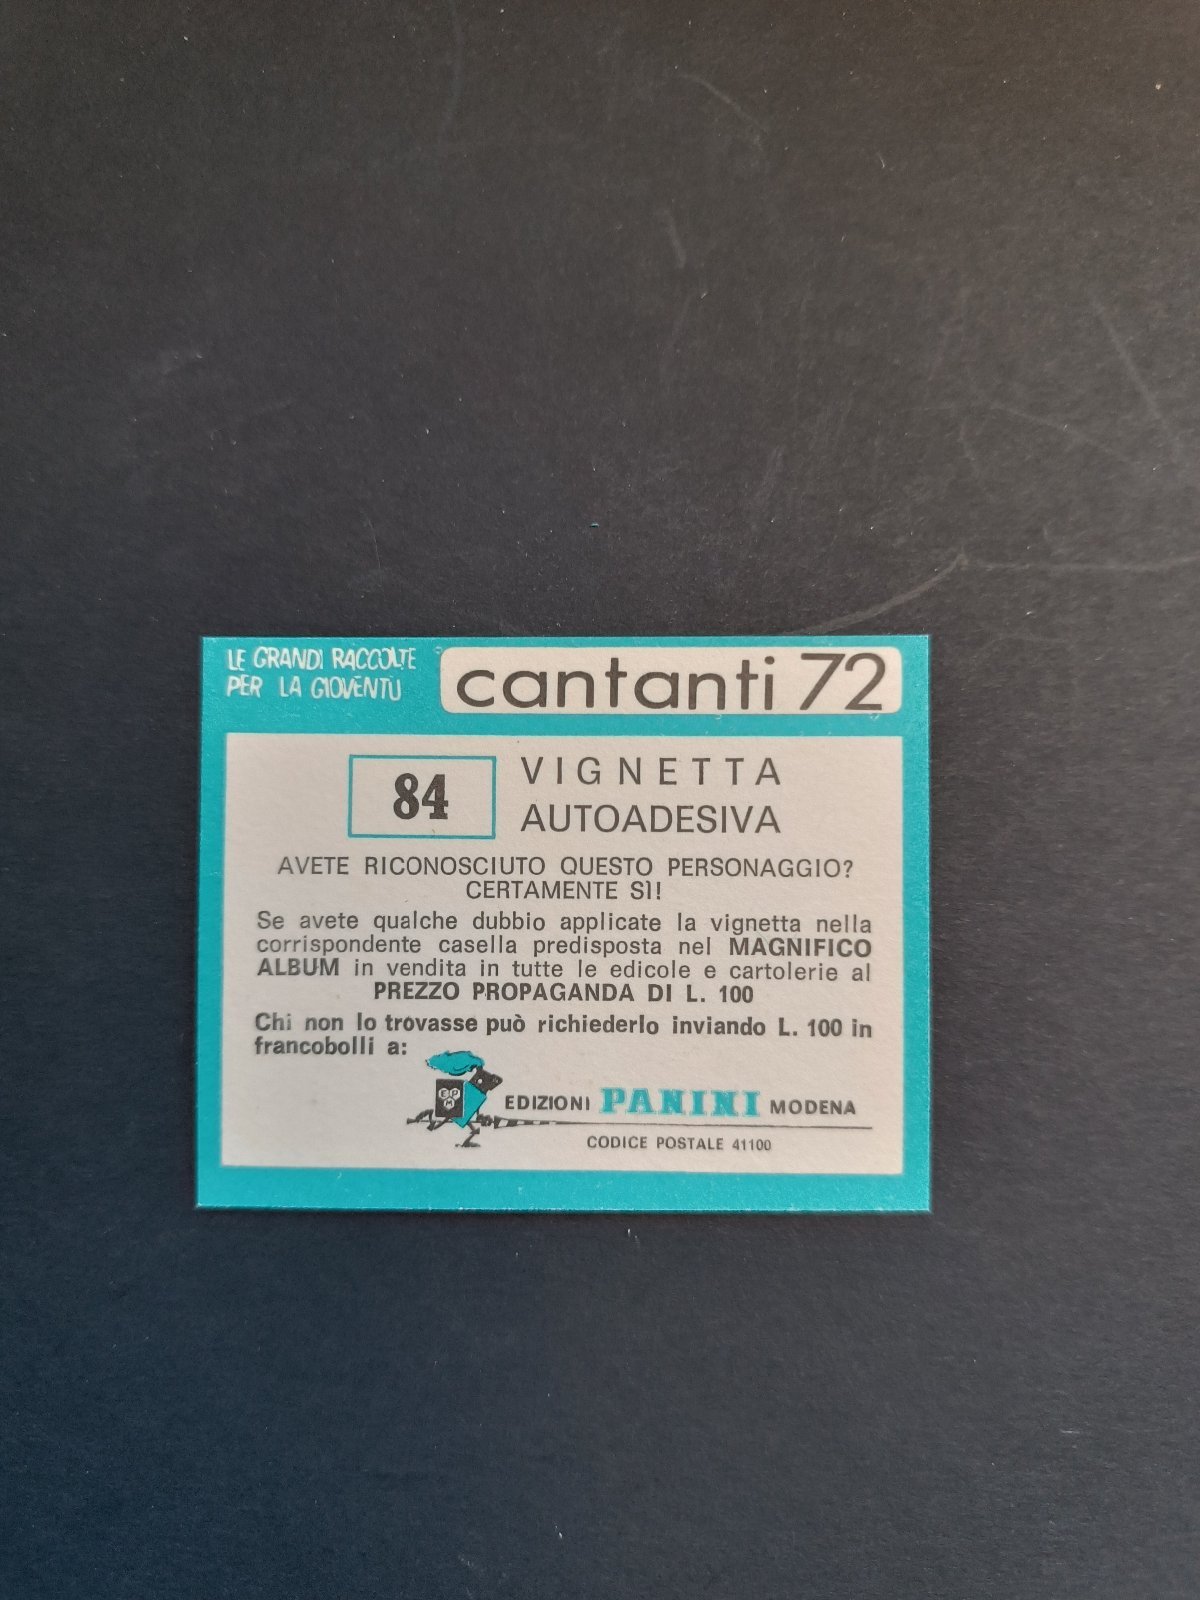 LE GRANDI RACCOLTE
PER LA GIOVENTÙ
cantanti 72
84
VIGNETTA
AUTOADESIVA
AVETE RICONOSCIUTO QUESTO PERSONAGGIO?
CERTAMENTE SÌ!
Se avete qualche dubbio applicate la vignetta nella
corrispondente casella predisposta nel MAGNIFICO
ALBUM in vendita in tutte le edicole e cartolerie al
PREZZO PROPAGANDA DI L. 100
Chi non lo trovasse può richiederlo inviando L. 100 in
francobolli a:
EPM
EDIZIONI PANINI MODENA
CODICE POSTALE 41100